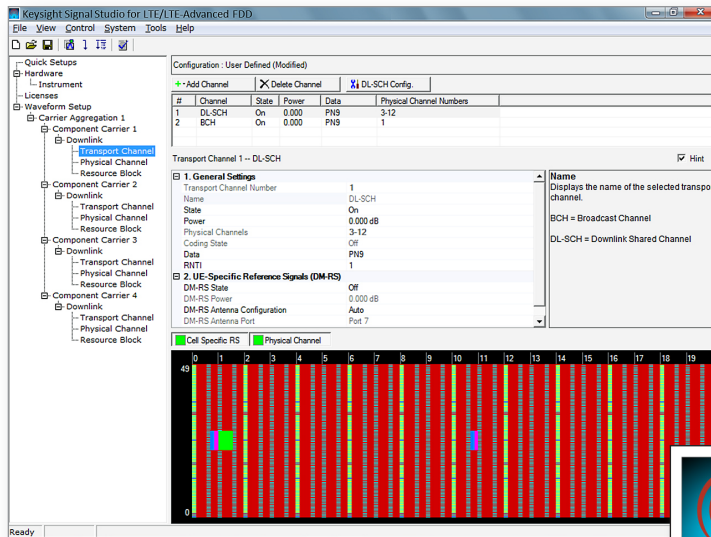 Keysight Signal Studio for LTE/LTE-Advanced FDD
File View Control System Tools Help
Quick Setups
Hardware
Instrument
Licenses
Waveform Setup
Carrier Aggregation 1
Component Carrier 1
Downlink
Transport Channel
Physical Channel
Resource Block
Component Carrier 2
Downlink
Transport Channel
Physical Channel
Resource Block
Component Carrier 3
Downlink
Transport Channel
Physical Channel
Resource Block
Component Carrier 4
Downlink
Transport Channel
Physical Channel
Resource Block
Configuration : User Defined (Modified)
Add Channel Delete Channel DL-SCH Config.
# Channel State Power Data Physical Channel Numbers
1 DL-SCH On 0.000 PN9 3-12
2 BCH On 0.000 PN9 1
Transport Channel 1 -- DL-SCH Hint
1. General Settings
Transport Channel Number 1
Name DL-SCH
State On
Power 0.000 dB
Physical Channels 3-12
Coding State Off
Data PN9
RNTI 1
2. UE-Specific Reference Signals (DM-RS)
DM-RS State Off
DM-RS Power 0.000 dB
DM-RS Antenna Configuration Auto
DM-RS Antenna Port Port 7
Name
Displays the name of the selected transpo
channel.
BCH = Broadcast Channel
DL-SCH = Downlink Shared Channel
Cell Specific RS Physical Channel
0 1 2 3 4 5 6 7 8 9 10 11 12 13 14 15 16 17 18 19
49
0
Ready